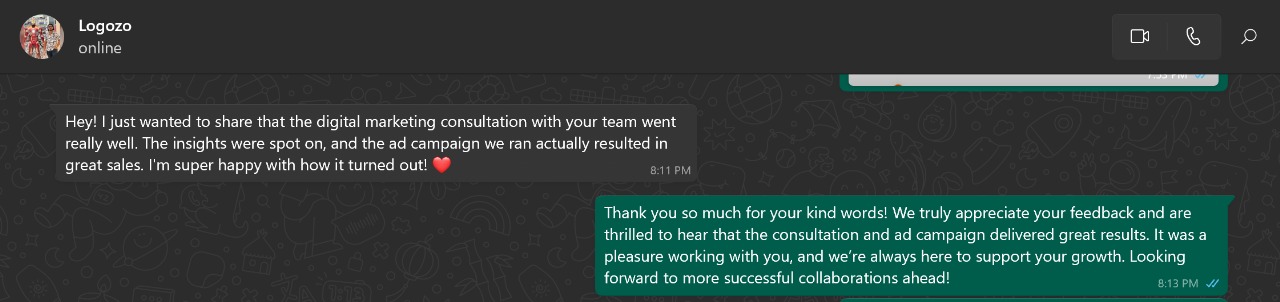 Logozo
online
7:53 PM
Hey! I just wanted to share that the digital marketing consultation with your team went
really well. The insights were spot on, and the ad campaign we ran actually resulted in
great sales. I'm super happy with how it turned out! ❤️
8:11 PM
Thank you so much for your kind words! We truly appreciate your feedback and are
thrilled to hear that the consultation and ad campaign delivered great results. It was a
pleasure working with you, and we’re always here to support your growth. Looking
forward to more successful collaborations ahead!
8:13 PM